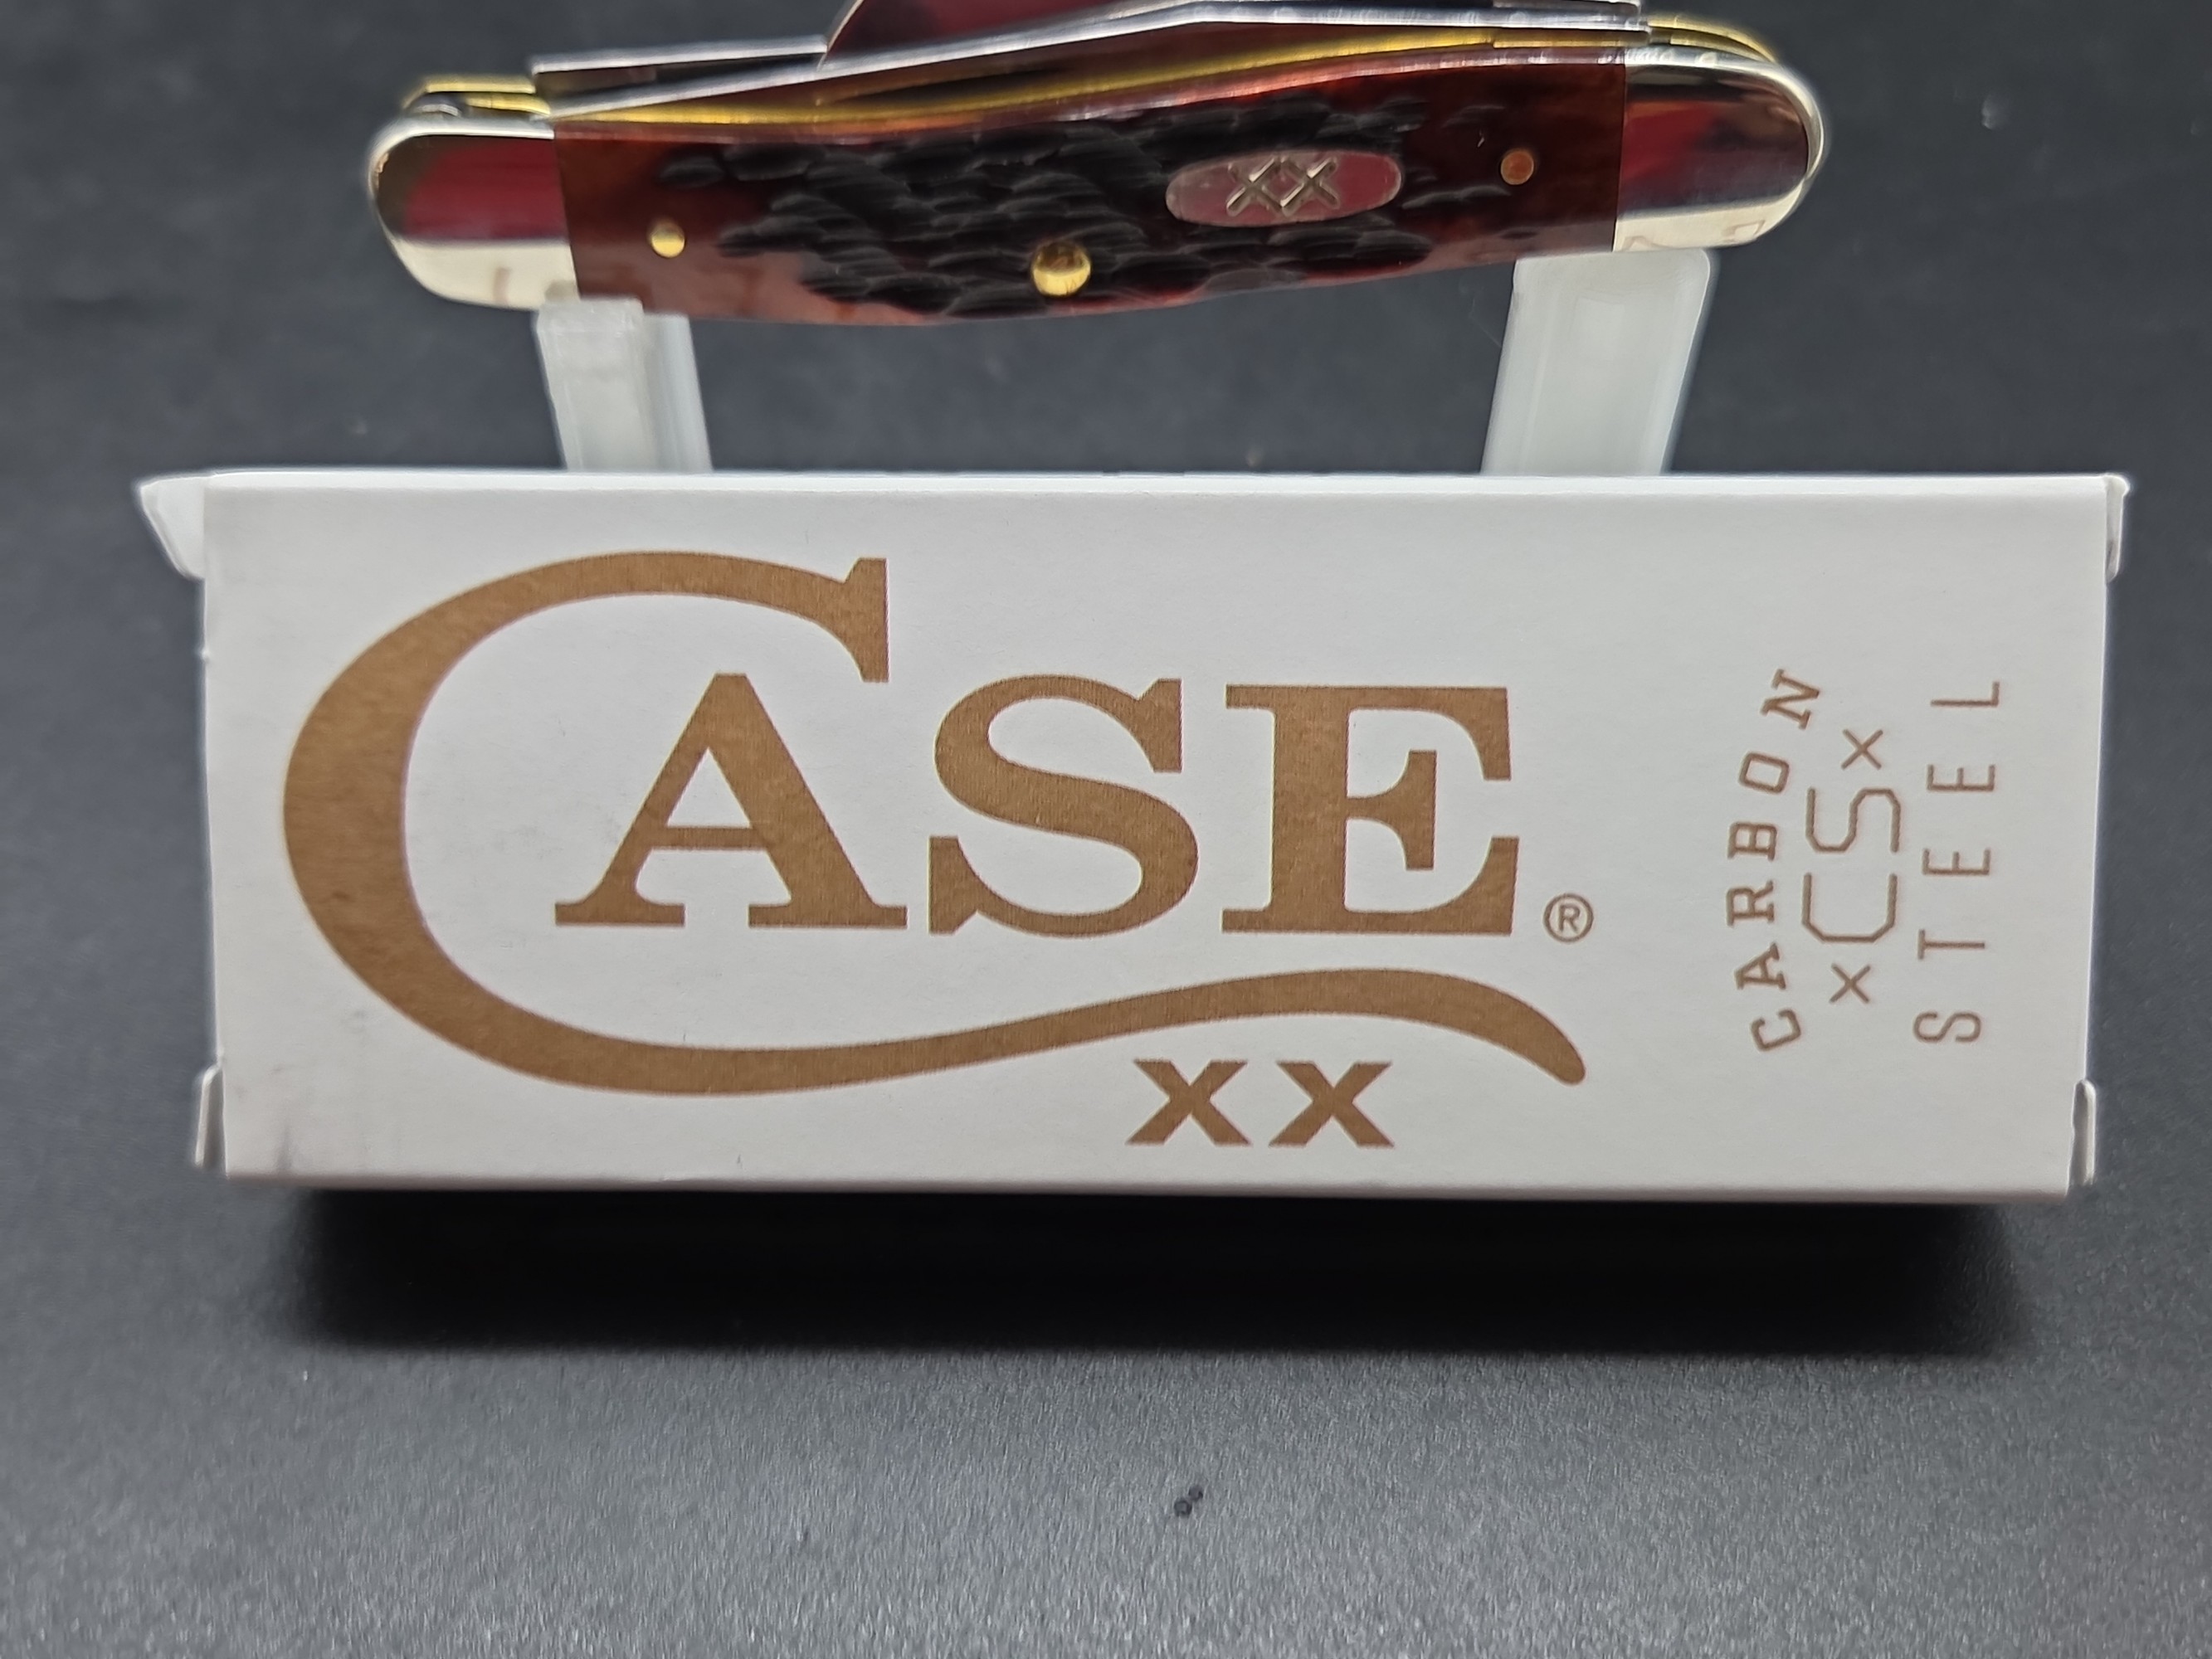 XX
CASE®
XX
CARBON
xCSx
STEEL